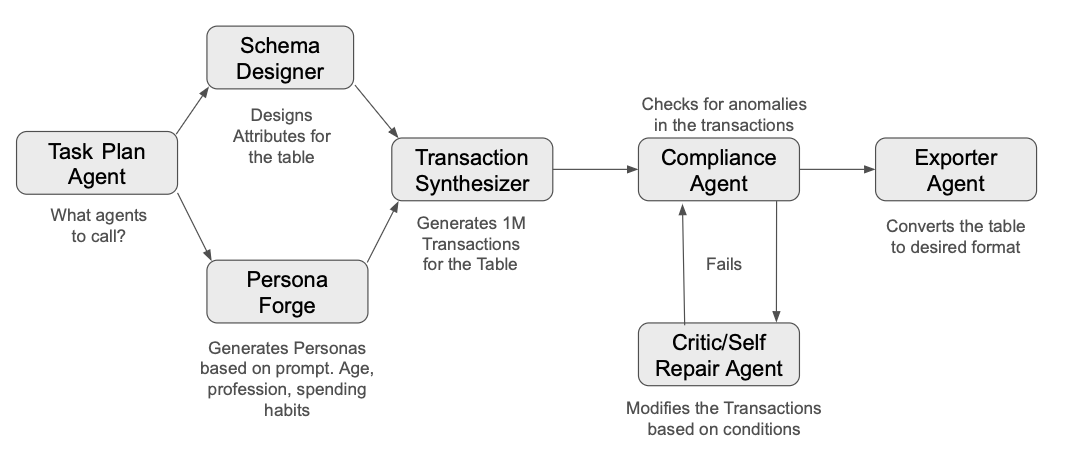 Schema
Designer
Designs
Attributes for
the table
Task Plan
Agent
What agents
to call?
Persona
Forge
Generates Personas
based on prompt. Age,
profession, spending
habits
Transaction
Synthesizer
Generates 1M
Transactions
for the Table
Checks for anomalies
in the transactions
Compliance
Agent
Fails
Critic/Self
Repair Agent
Modifies the Transactions
based on conditions
Exporter
Agent
Converts the table
to desired format